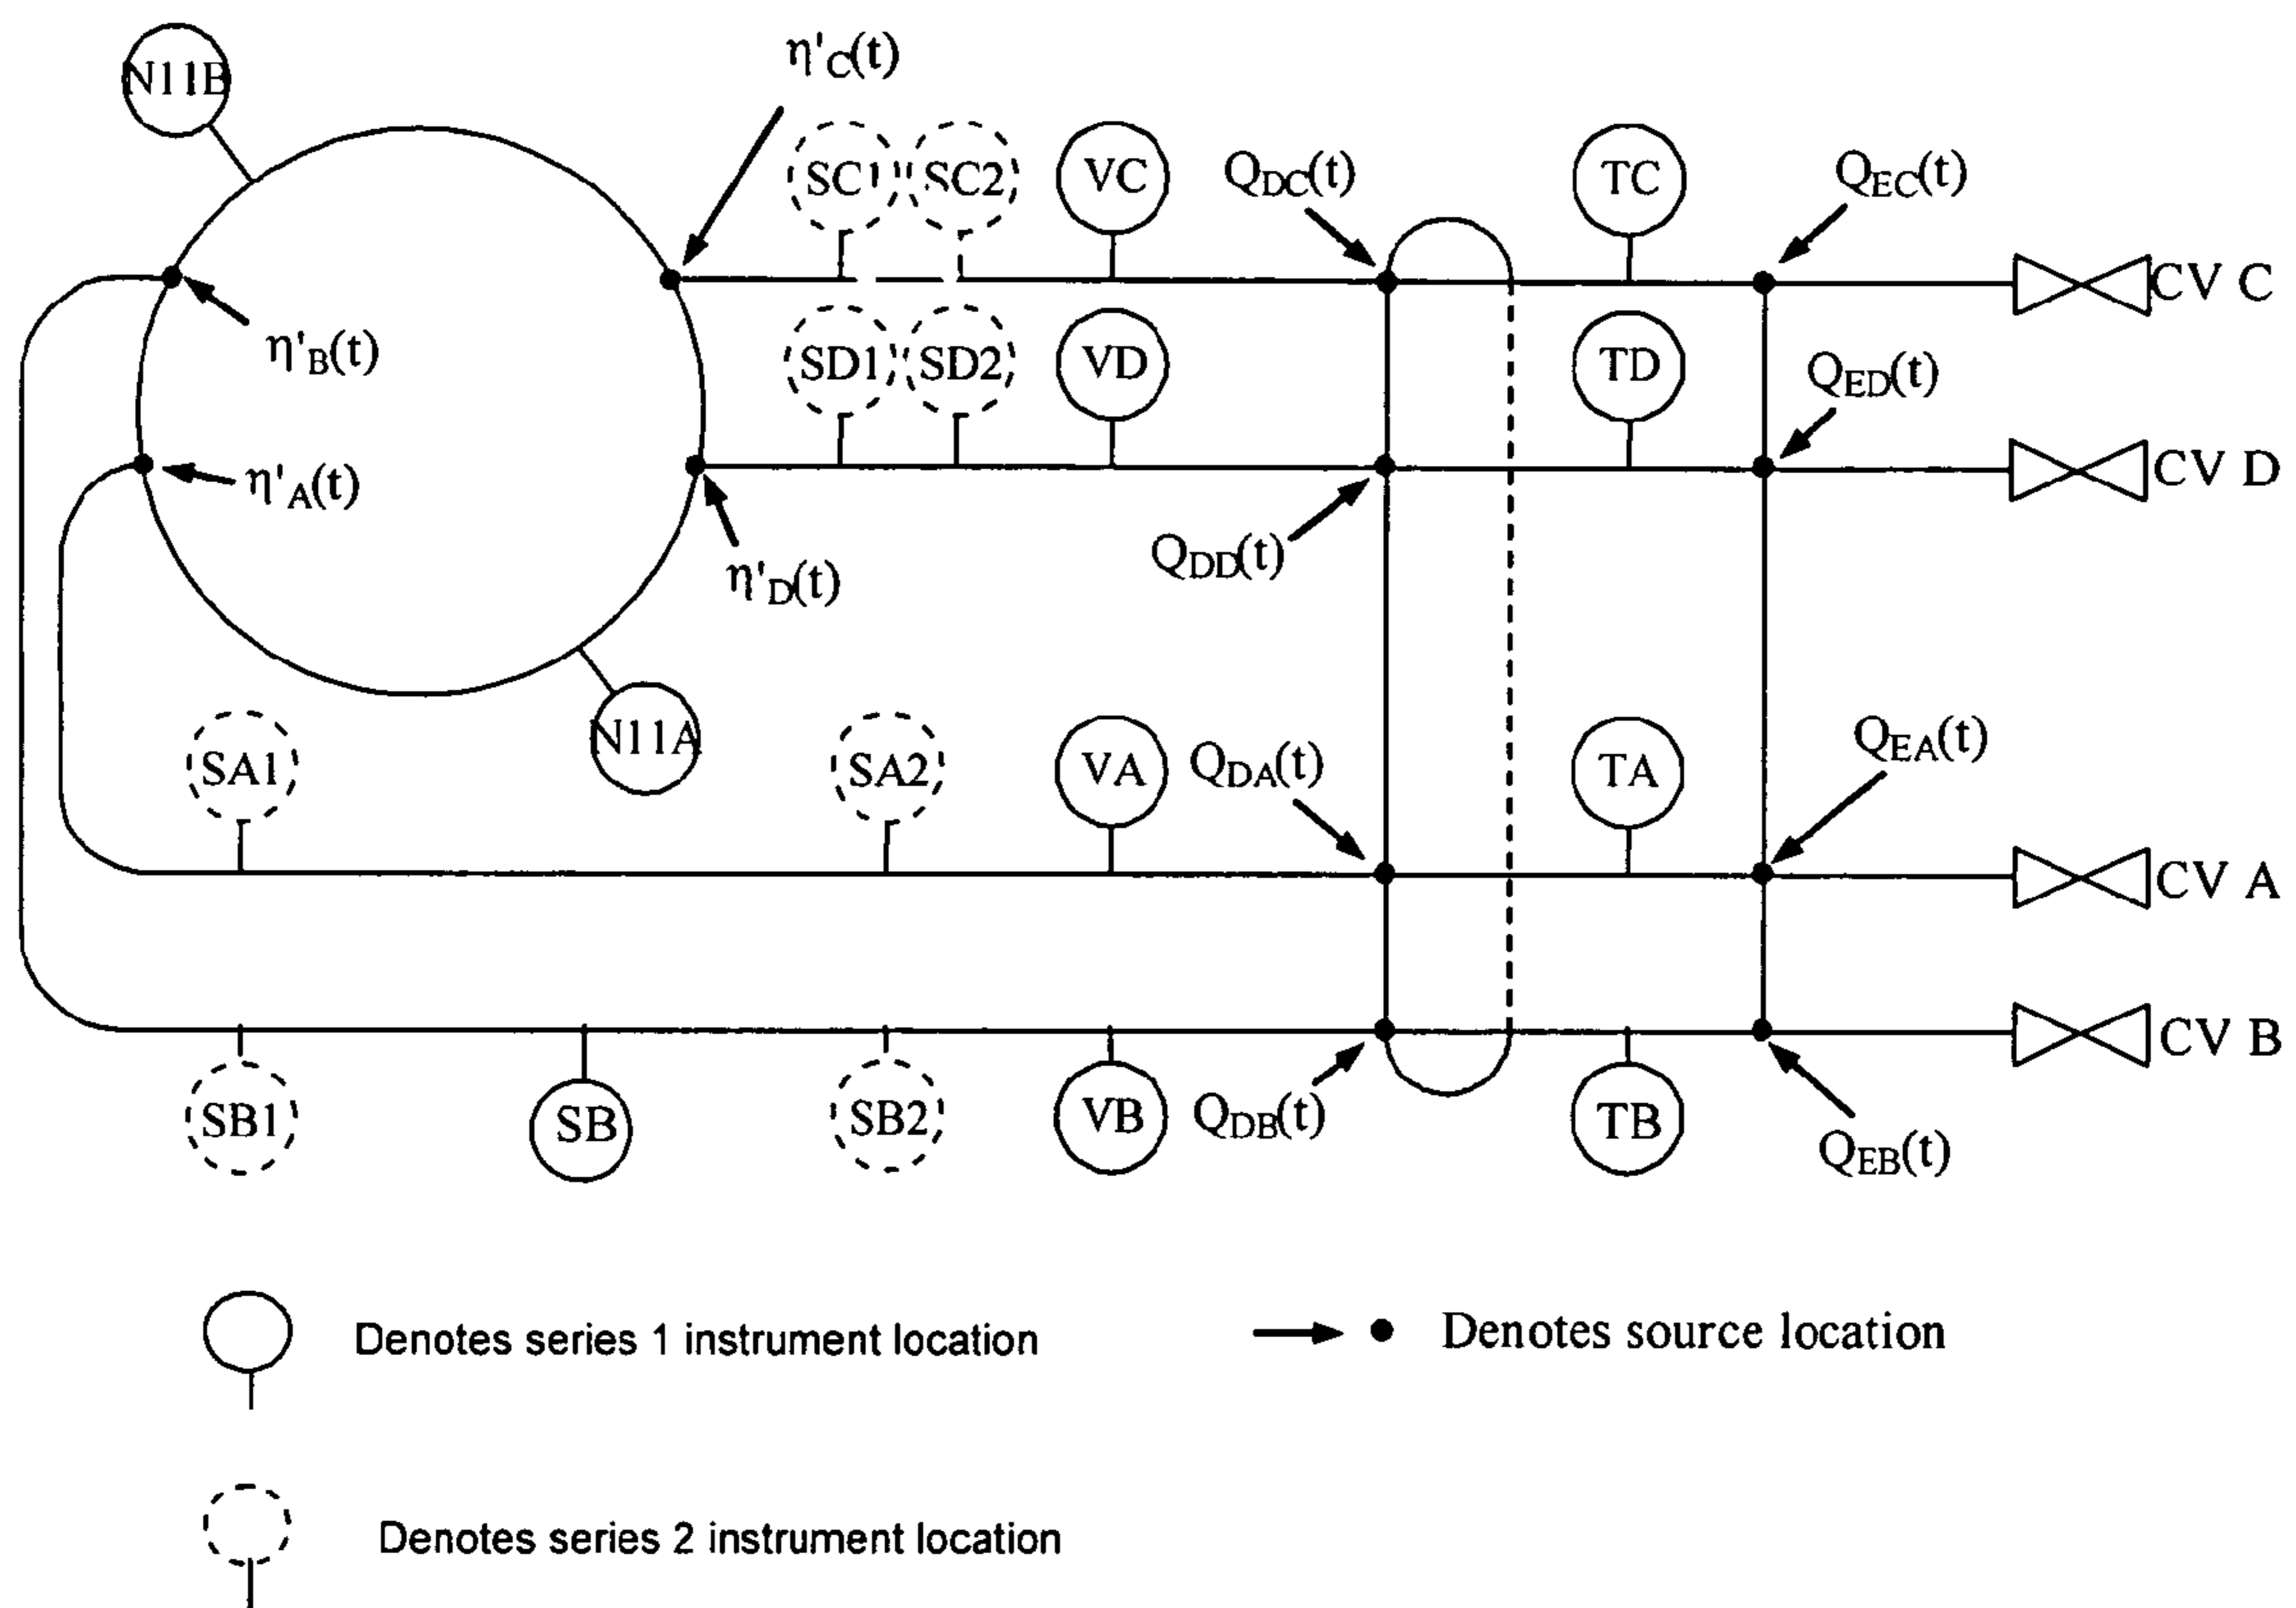 N11B
η'C(t)
SC1
SC2
VC
QDC(t)
TC
QEC(t)
CV C
η'B(t)
SD1
SD2
VD
TD
QED(t)
CV D
η'A(t)
QDD(t)
η'D(t)
N11A
SA1
SA2
VA
QDA(t)
TA
QEA(t)
CV A
SB1
SB
SB2
VB
QDB(t)
TB
QEB(t)
CV B
Denotes series 1 instrument location
Denotes source location
Denotes series 2 instrument location